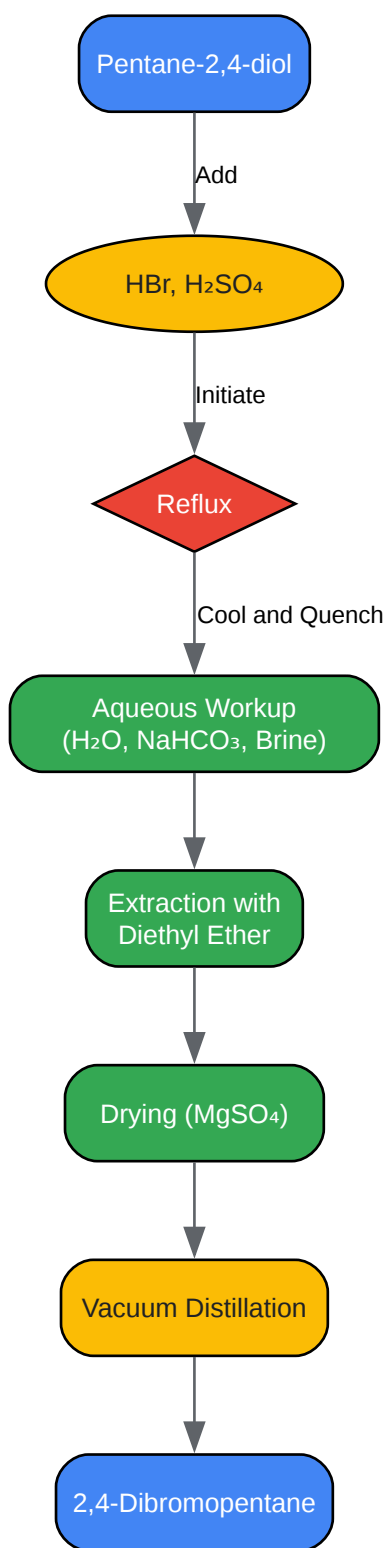 Pentane-2,4-diol
Add
HBr, H₂SO₄
Initiate
Reflux
Cool and Quench
Aqueous Workup
(H₂O, NaHCO₃, Brine)
Extraction with
Diethyl Ether
Drying (MgSO₄)
Vacuum Distillation
2,4-Dibromopentane